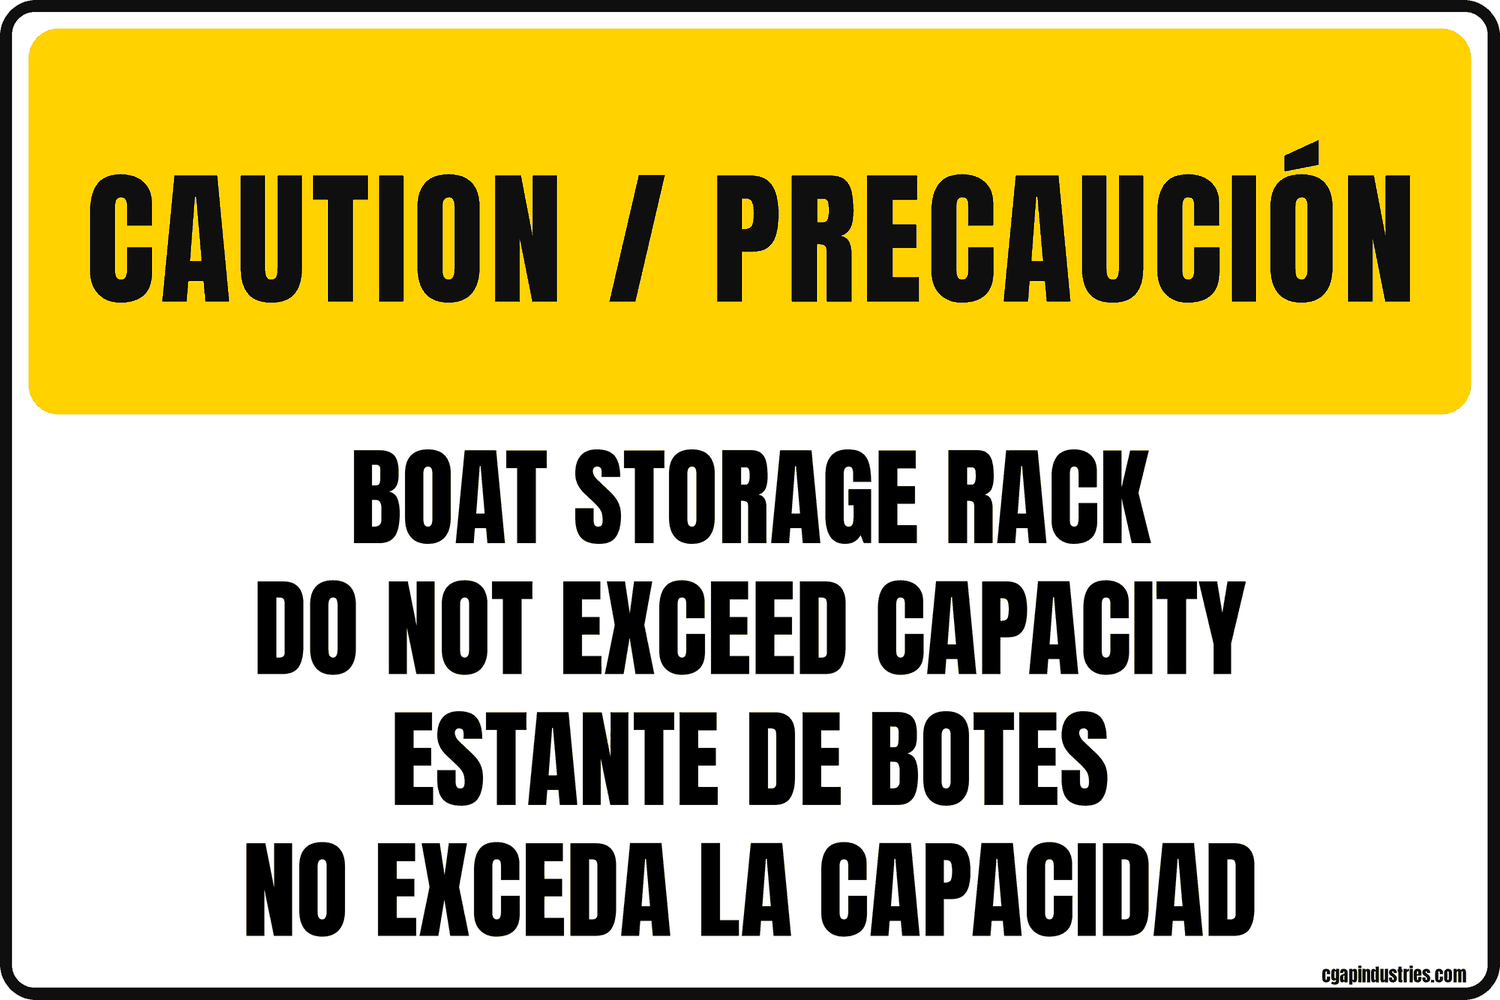 CAUTION / PRECAUCIÓN
BOAT STORAGE RACK
DO NOT EXCEED CAPACITY
ESTANTE DE BOTES
NO EXCEDA LA CAPACIDAD
cgapindustries.com